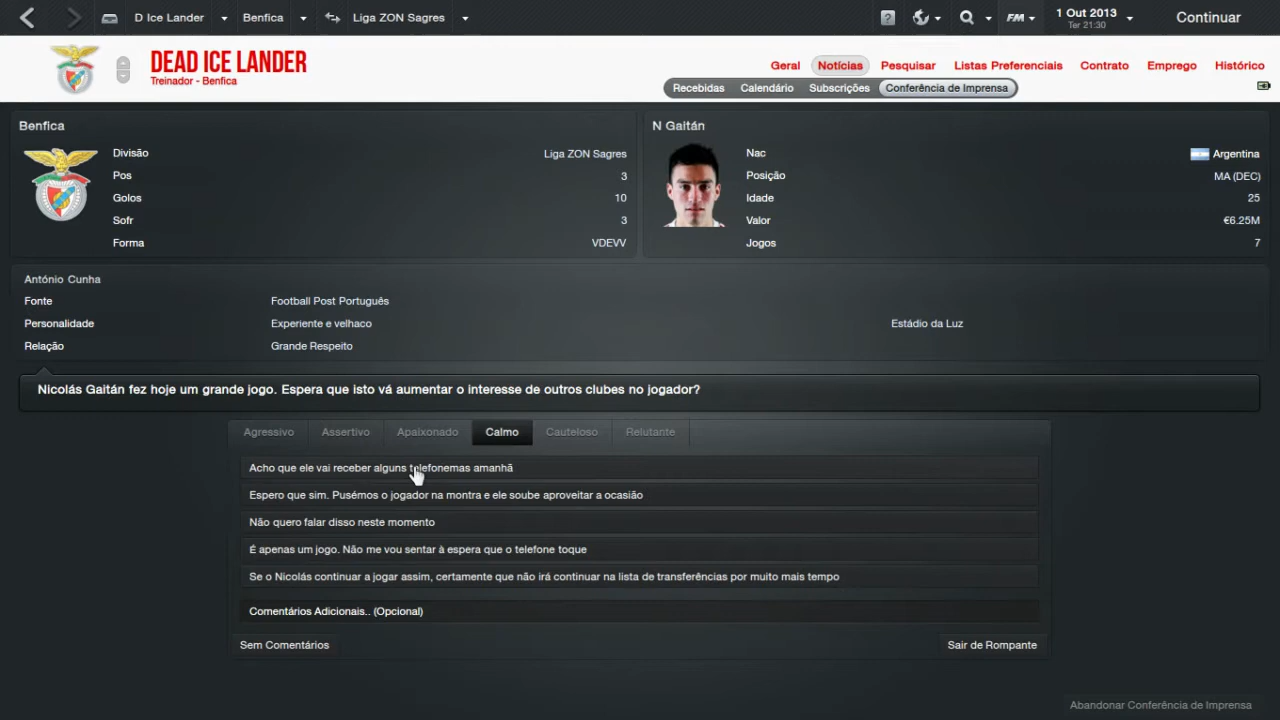 D Ice Lander Benfica Liga ZON Sagres ? FM 1 Out 2013 Continuar
Ter 21:30
DEAD ICE LANDER
Treinador - Benfica
Geral Notícias Pesquisar Listas Preferenciais Contrato Emprego Histórico
Recebidas Calendário Subscrições Conferência de Imprensa
Benfica
Divisão Liga ZON Sagres
Pos 3
Golos 10
Sofr 3
Forma VDEVV
N Gaitán
Nac Argentina
Posição MA (DEC)
Idade 25
Valor €6.25M
Jogos 7
António Cunha
Fonte Football Post Português
Personalidade Experiente e velhaco Estádio da Luz
Relação Grande Respeito
Nicolás Gaitán fez hoje um grande jogo. Espera que isto vá aumentar o interesse de outros clubes no jogador?
Agressivo Assertivo Apaixonado Calmo Cauteloso Relutante
Acho que ele vai receber alguns telefonemas amanhã
Espero que sim. Pusémos o jogador na montra e ele soube aproveitar a ocasião
Não quero falar disso neste momento
É apenas um jogo. Não me vou sentar à espera que o telefone toque
Se o Nicolás continuar a jogar assim, certamente que não irá continuar na lista de transferências por muito mais tempo
Comentários Adicionais.. (Opcional)
Sem Comentários Sair de Rompante
Abandonar Conferência de Imprensa